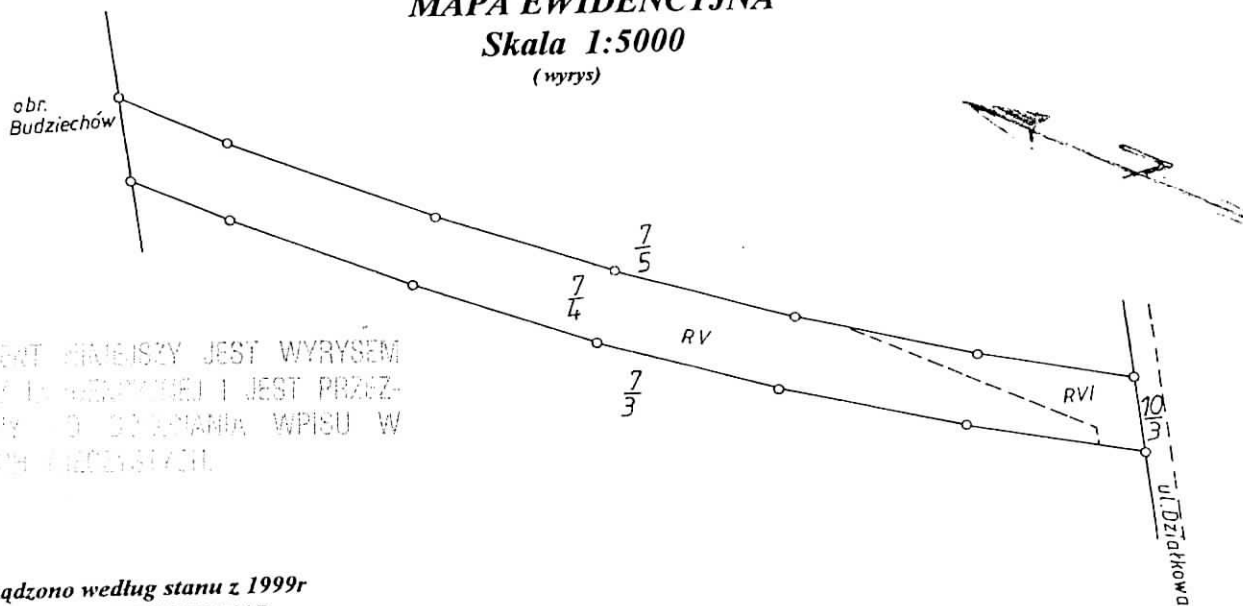 MAPA EWIDENCYJNA
Skala 1:5000
(wyrys)
obr.
Budziechów
7/5
7/4
RV
7/3
RVI
10/3
ul. Działkowa
JEST WYRYSEM
I JEST PRZEZ-
WPISU W
ądzono według stanu z 1999r